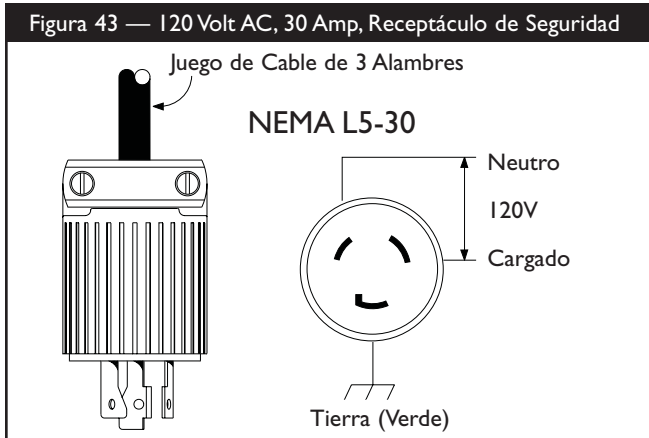 Figura 43 — 120 Volt AC, 30 Amp, Receptáculo de Seguridad
Juego de Cable de 3 Alambres
NEMA L5-30
Neutro
120V
Cargado
Tierra (Verde)